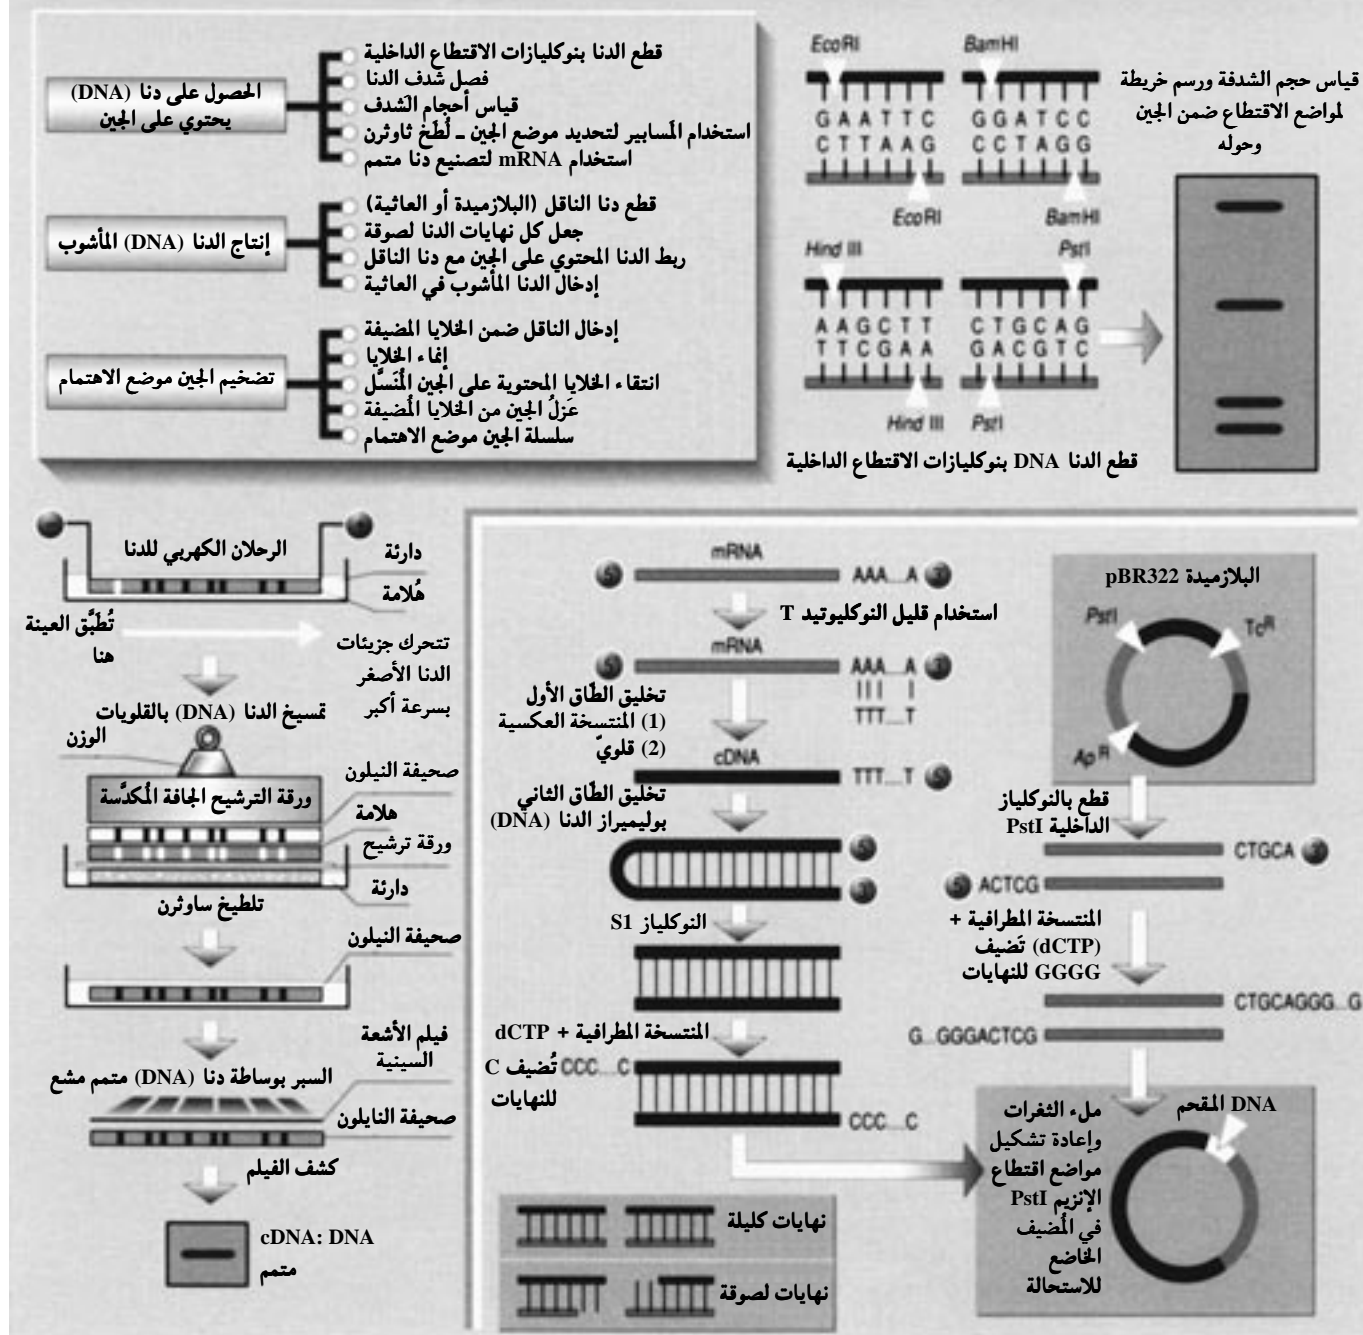 الحصول على دنا (DNA)
يحتوي على الجين
قطع الدنا بنوكليازات الاقتطاع الداخلية
فصل شدف الدنا
قياس أحجام الشدف
استخدام المسابير لتحديد موضع الجين ـ لُطَخ ثاوثرن
استخدام mRNA لتصنيع دنا متمم
إنتاج الدنا (DNA) المأشوب
قطع دنا الناقل (البلازميدة أو العاثية)
جعل كل نهايات الدنا لصوقة
ربط الدنا المحتوي على الجين مع دنا الناقل
إدخال الدنا المأشوب في العاثية
تضخيم الجين موضع الاهتمام
إدخال الناقل ضمن الخلايا المضيفة
إنماء الخلايا
انتقاء الخلايا المحتوية على الجين المُنَسَّل
عَزلُ الجين من الخلايا المُضيفة
سلسلة الجين موضع الاهتمام
EcoRI
BamHI
G A A T T C
C T T A A G
G G A T C C
C C T A G G
EcoRI
BamHI
Hind III
PstI
A A G C T T
T T C G A A
C T G C A G
G A C G T C
Hind III
PstI
قطع الدنا DNA بنوكليازات الاقتطاع الداخلية
قياس حجم الشدفة ورسم خريطة
لمواضع الاقتطاع ضمن الجين
وحوله
الرحلان الكهربي للدنا
دارئة
هُلامة
تُطَبَّق العينة
هنا
تتحرك جزيئات
الدنا الأصغر
بسرعة أكبر
تمسيخ الدنا (DNA) بالقلويات
الوزن
صحيفة النيلون
ورقة الترشيح الجافة المُكدَّسة
هلامة
ورقة ترشيح
دارئة
تلطيخ ساوثرن
صحيفة النيلون
فيلم الأشعة
السينية
السبر بوساطة دنا (DNA) متمم مشع
صحيفة النايلون
كشف الفيلم
cDNA: DNA
متمم
mRNA
5'
AAA...A
3'
استخدام قليل النوكليوتيد T
mRNA
5'
AAA...A
3'
TTT...T
تخليق الطّاق الأول
(1) المنتسخة العكسية
(2) قلويّ
cDNA
TTT...T
5'
تخليق الطّاق الثاني
بوليميراز الدنا (DNA)
5'
3'
النوكلياز S1
المنتسخة المطرافية + dCTP
تُضيف C
للنهايات
CCC...C
CCC...C
البلازميدة pBR322
PstI
TcR
ApR
قطع بالنوكلياز
الداخلية PstI
CTGCA
3'
5'
ACTCG
المنتسخة المطرافية +
(dCTP) تَضيف
GGGG للنهايات
CTGCAGGG...G
G...GGGACTCG
ملء الثغرات
وإعادة تشكيل
مواضع اقتطاع
الإنزيم PstI
في المُضيف
الخاضع
للاستحالة
DNA المقحم
نهايات كليلة
نهايات لصوقة